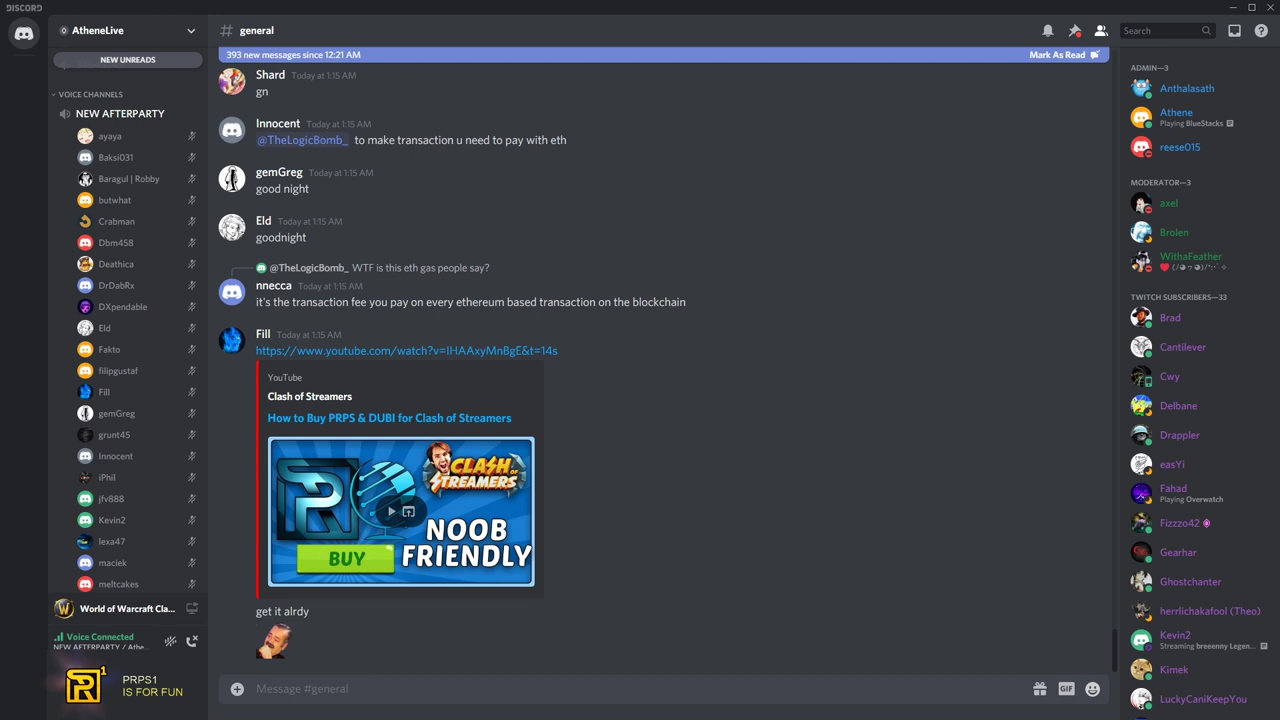 DISCORD
AtheneLive
NEW UNREADS
VOICE CHANNELS
NEW AFTERPARTY
ayaya
Baksi031
Baragul | Robby
butwhat
Crabman
Dbm458
Deathica
DrDabRx
DXpendable
Eld
Fakto
filipgustaf
Fill
gemGreg
grunt45
Innocent
iPhil
jfv888
Kevin2
lexa47
maciek
meltcakes
World of Warcraft Cla...
Voice Connected
NEW AFTERPARTY / Athe...
PRPS1
IS FOR FUN
# general
Search
393 new messages since 12:21 AM
Mark As Read
Shard Today at 1:15 AM
gn
Innocent Today at 1:15 AM
@TheLogicBomb_ to make transaction u need to pay with eth
gemGreg Today at 1:15 AM
good night
Eld Today at 1:15 AM
goodnight
@TheLogicBomb_ WTF is this eth gas people say?
nnecca Today at 1:15 AM
it's the transaction fee you pay on every ethereum based transaction on the blockchain
Fill Today at 1:15 AM
https://www.youtube.com/watch?v=IHAAxyMnBgE&t=14s
YouTube
Clash of Streamers
How to Buy PRPS & DUBI for Clash of Streamers
CLASH OF
STREAMERS
NOOB
FRIENDLY
BUY
get it alrdy
Message #general
GIF
ADMIN—3
Anthalasath
Athene
Playing BlueStacks
reese015
MODERATOR—3
axel
Brolen
WithaFeather
TWITCH SUBSCRIBERS—33
Brad
Cantilever
Cwy
Delbane
Drappler
easYi
Fahad
Playing Overwatch
Fizzzo42
Gearhar
Ghostchanter
herrlichakafool (Theo)
Kevin2
Streaming breeenny Legen...
Kimek
LuckyCaniKeepYou